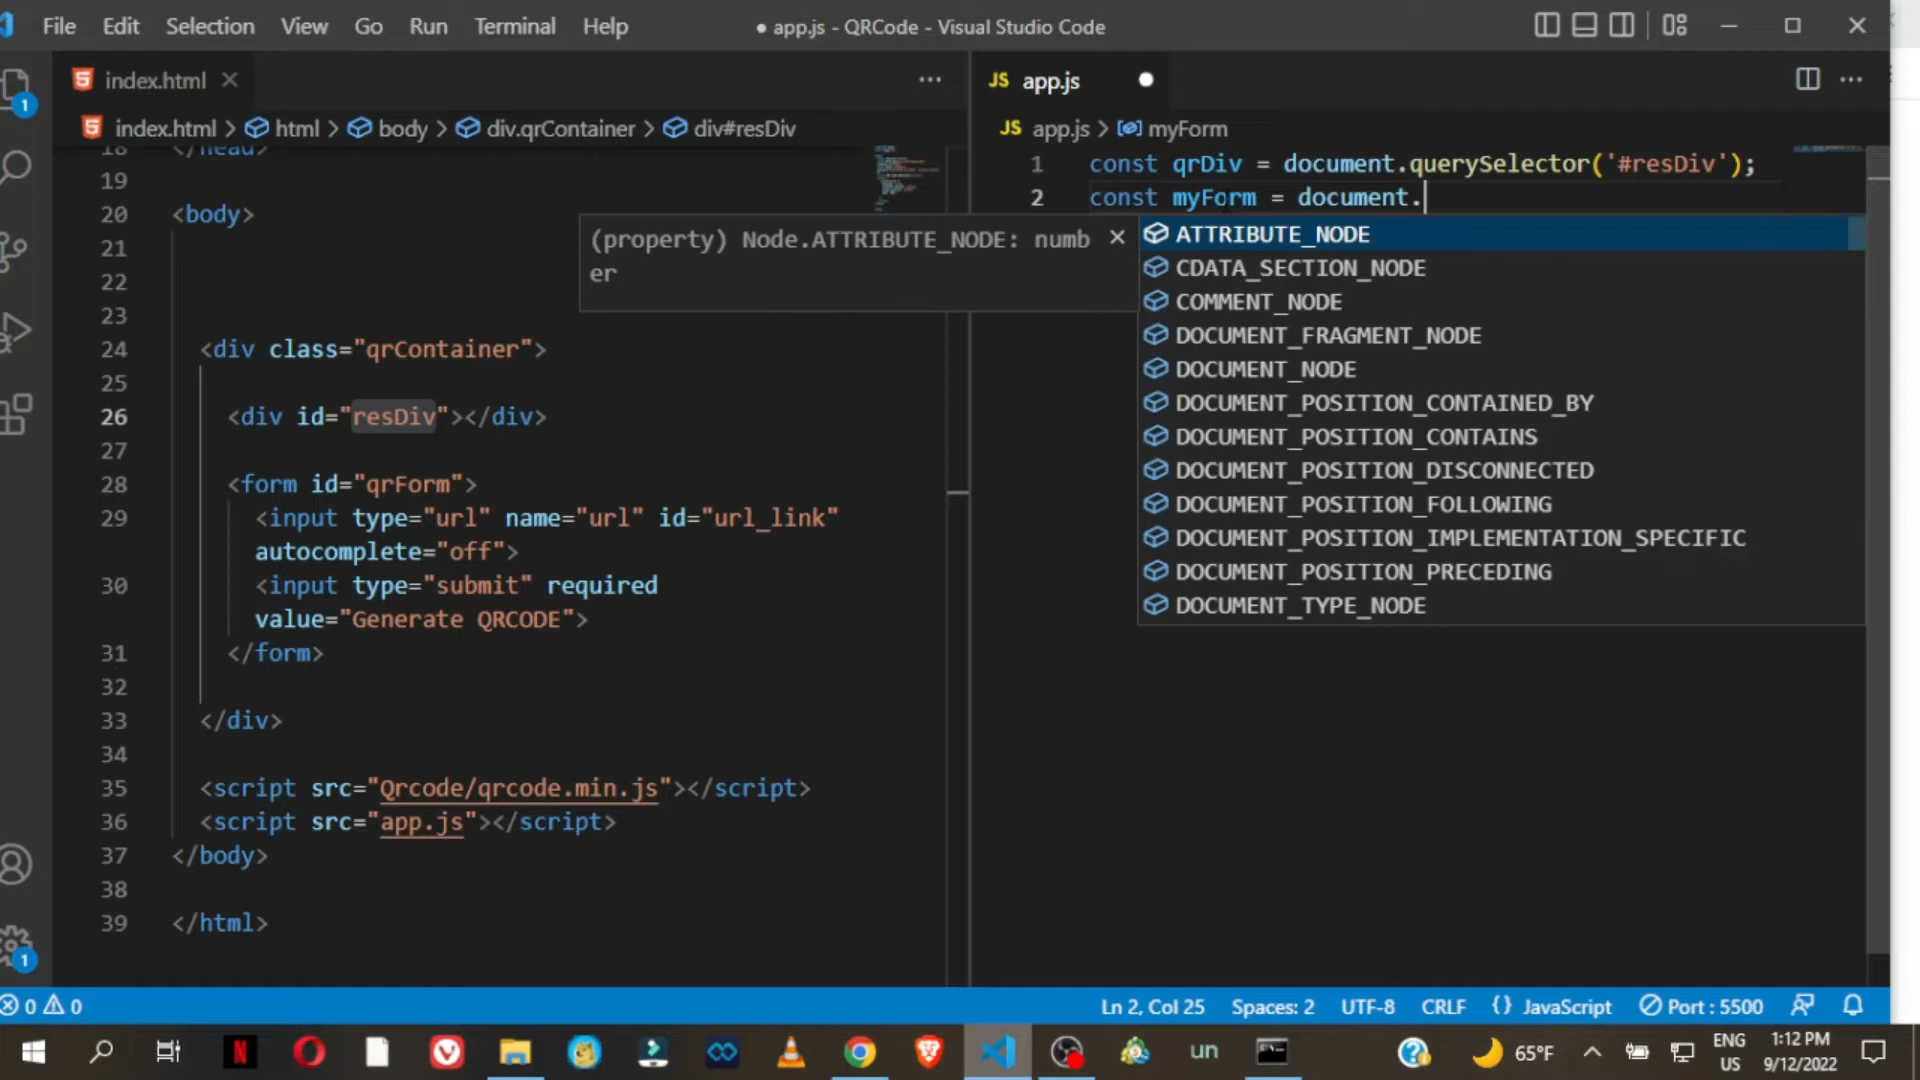 File Edit Selection View Go Run Terminal Help ● app.js - QRCode - Visual Studio Code
index.html
JS app.js
index.html > html > body > div.qrContainer > div#resDiv
JS app.js > myForm
18 </head>
19
20 <body>
21
22
23
24 <div class="qrContainer">
25
26 <div id="resDiv"></div>
27
28 <form id="qrForm">
29 <input type="url" name="url" id="url_link"
autocomplete="off">
30 <input type="submit" required
value="Generate QRCODE">
31 </form>
32
33 </div>
34
35 <script src="Qrcode/qrcode.min.js"></script>
36 <script src="app.js"></script>
37 </body>
38
39 </html>
1 const qrDiv = document.querySelector('#resDiv');
2 const myForm = document.
(property) Node.ATTRIBUTE_NODE: numb
er
ATTRIBUTE_NODE
CDATA_SECTION_NODE
COMMENT_NODE
DOCUMENT_FRAGMENT_NODE
DOCUMENT_NODE
DOCUMENT_POSITION_CONTAINED_BY
DOCUMENT_POSITION_CONTAINS
DOCUMENT_POSITION_DISCONNECTED
DOCUMENT_POSITION_FOLLOWING
DOCUMENT_POSITION_IMPLEMENTATION_SPECIFIC
DOCUMENT_POSITION_PRECEDING
DOCUMENT_TYPE_NODE
1
1
0 0 Ln 2, Col 25 Spaces: 2 UTF-8 CRLF {} JavaScript Port : 5500
N un 65°F ENG 1:12 PM
US 9/12/2022